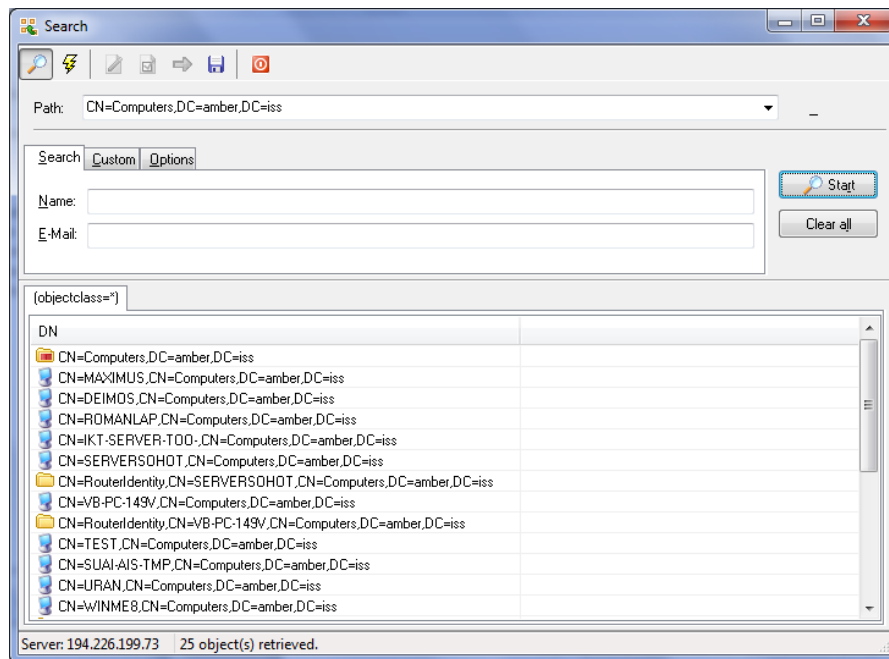 Search
Path: CN=Computers,DC=amber,DC=iss
Search Custom Options
Name:
E-Mail:
Start
Clear all
(objectclass=*)
DN
CN=Computers,DC=amber,DC=iss
CN=MAXIMUS,CN=Computers,DC=amber,DC=iss
CN=DEIMOS,CN=Computers,DC=amber,DC=iss
CN=ROMANLAP,CN=Computers,DC=amber,DC=iss
CN=IKT-SERVER-TOO-,CN=Computers,DC=amber,DC=iss
CN=SERVERSOHOT,CN=Computers,DC=amber,DC=iss
CN=RouterIdentity,CN=SERVERSOHOT,CN=Computers,DC=amber,DC=iss
CN=VB-PC-149V,CN=Computers,DC=amber,DC=iss
CN=RouterIdentity,CN=VB-PC-149V,CN=Computers,DC=amber,DC=iss
CN=TEST,CN=Computers,DC=amber,DC=iss
CN=SUAI-AIS-TMP,CN=Computers,DC=amber,DC=iss
CN=URAN,CN=Computers,DC=amber,DC=iss
CN=WINME8,CN=Computers,DC=amber,DC=iss
Server: 194.226.199.73 25 object(s) retrieved.